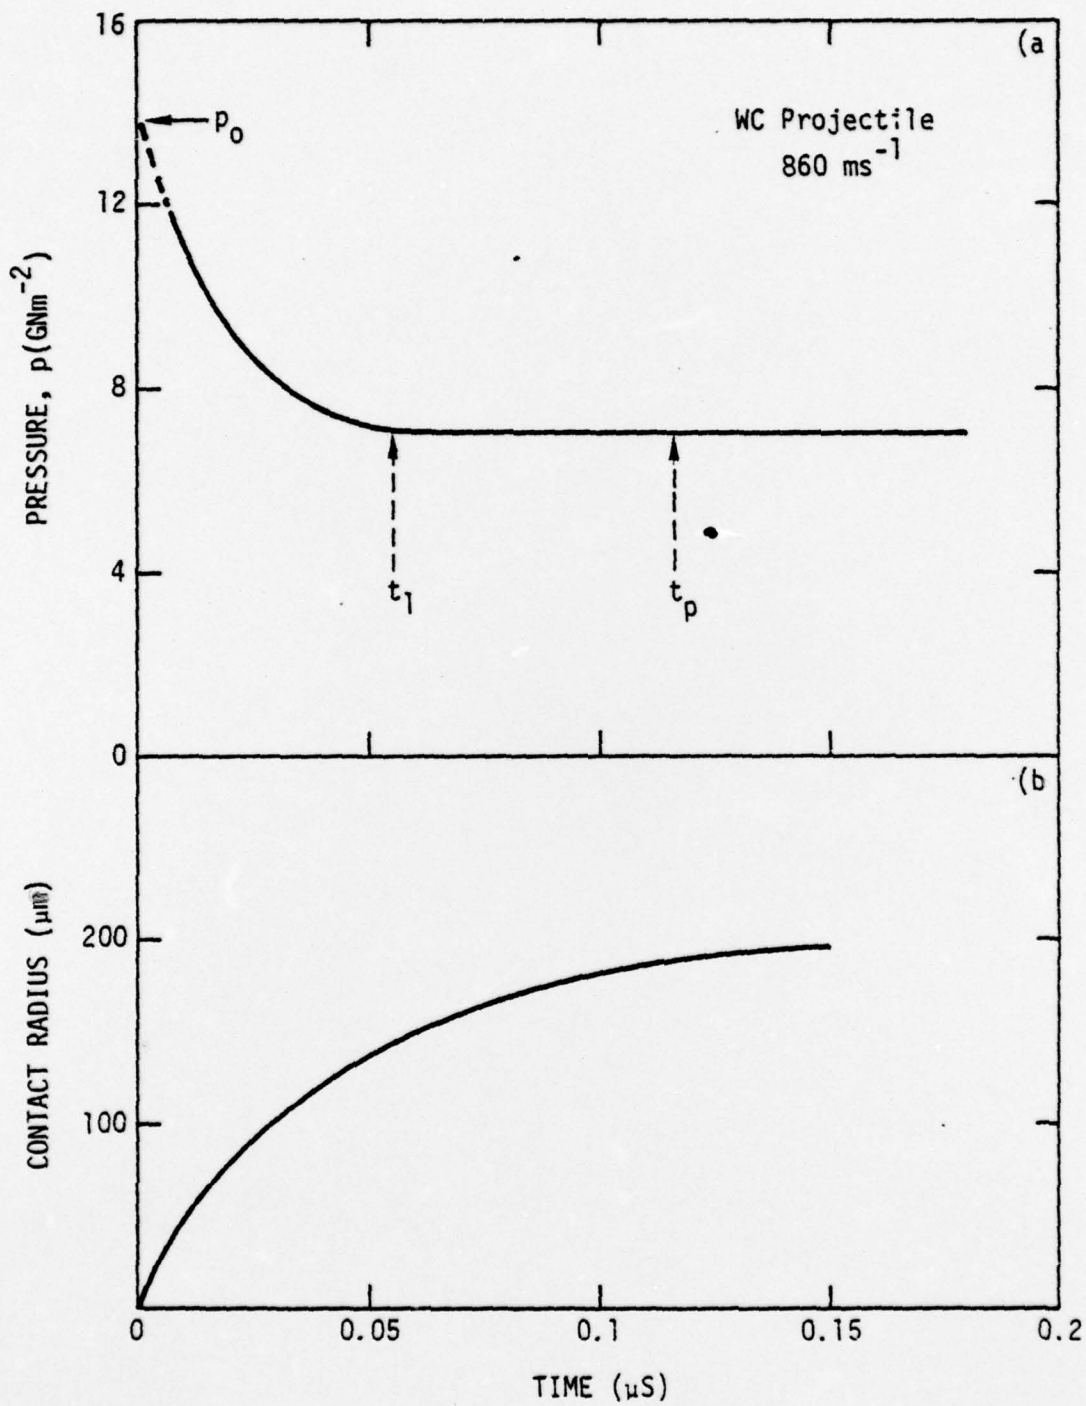 16
(a
p₀
WC Projectile
860 ms⁻¹
12
PRESSURE, p(GNm⁻²)
8
4
t₁
tₚ
0
(b
CONTACT RADIUS (μm)
200
100
0
0.05
0.1
0.15
0.2
TIME (μS)